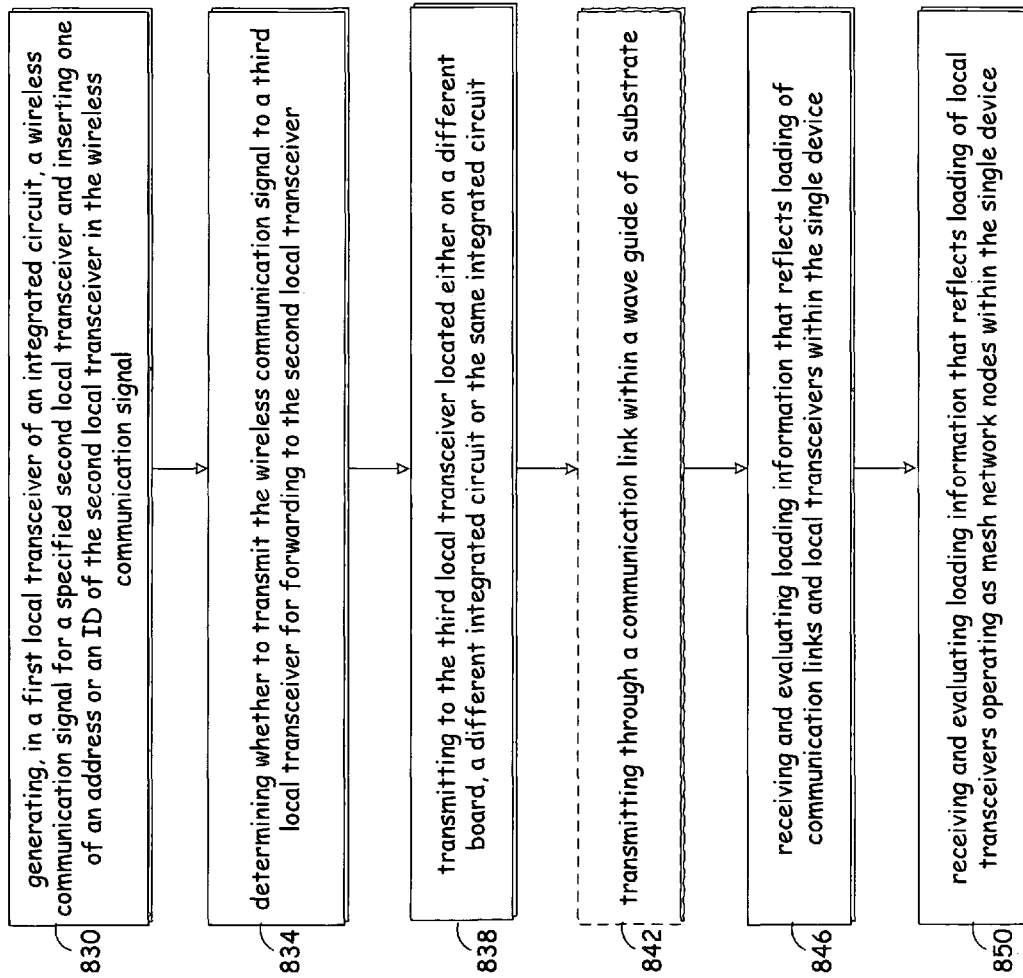 generating, in a first local transceiver of an integrated circuit, a wireless
communication signal for a specified second local transceiver and inserting one
of an address or an ID of the second local transceiver in the wireless
communication signal
830
determining whether to transmit the wireless communication signal to a third
local transceiver for forwarding to the second local transceiver
834
transmitting to the third local transceiver located either on a different
board, a different integrated circuit or the same integrated circuit
838
transmitting through a communication link within a wave guide of a substrate
842
receiving and evaluating loading information that reflects loading of
communication links and local transceivers within the single device
846
receiving and evaluating loading information that reflects loading of local
transceivers operating as mesh network nodes within the single device
850